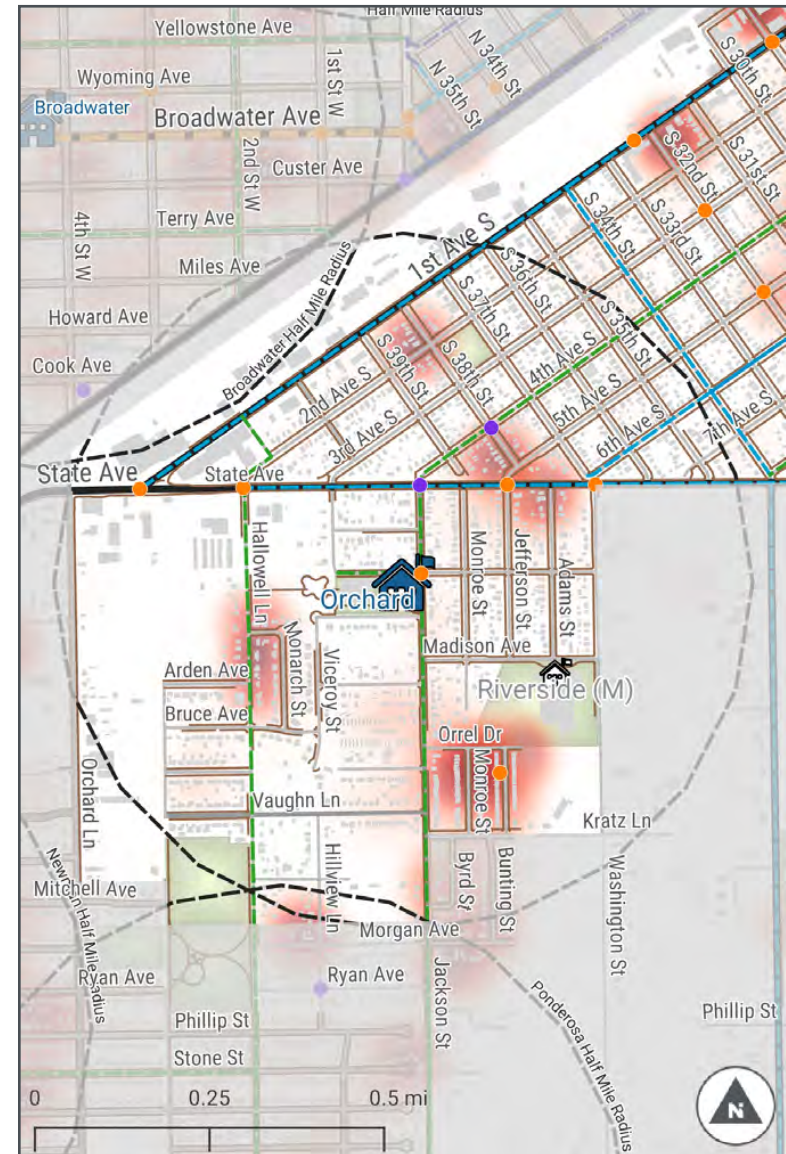 Half Mile Radius
Yellowstone Ave
1st St W
N 34th St
N 35th St
S 30th St
Wyoming Ave
Broadwater
Broadwater Ave
2nd St W
Custer Ave
S 32nd St
S 31st St
4th St W
Terry Ave
S 34th St
S 33rd St
Miles Ave
1st Ave S
Broadwater Half Mile Radius
S 36th St
S 37th St
S 35th St
Howard Ave
Cook Ave
S 39th St
S 38th St
4th Ave S
2nd Ave S
3rd Ave S
5th Ave S
6th Ave S
7th Ave S
State Ave
State Ave
Hallowell Ln
Monroe St
Jefferson St
Adams St
Orchard
Monarch St
Viceroy St
Madison Ave
Arden Ave
Riverside (M)
Bruce Ave
Orrel Dr
Monroe St
Orchard Ln
Vaughn Ln
Kratz Ln
Newman Half Mile Radius
Hillview Ln
Byrd St
Bunting St
Washington St
Mitchell Ave
Morgan Ave
Ryan Ave
Ryan Ave
Jackson St
Ponderosa Half Mile Radius
Phillip St
Phillip St
Stone St
0
0.25
0.5 mi
N